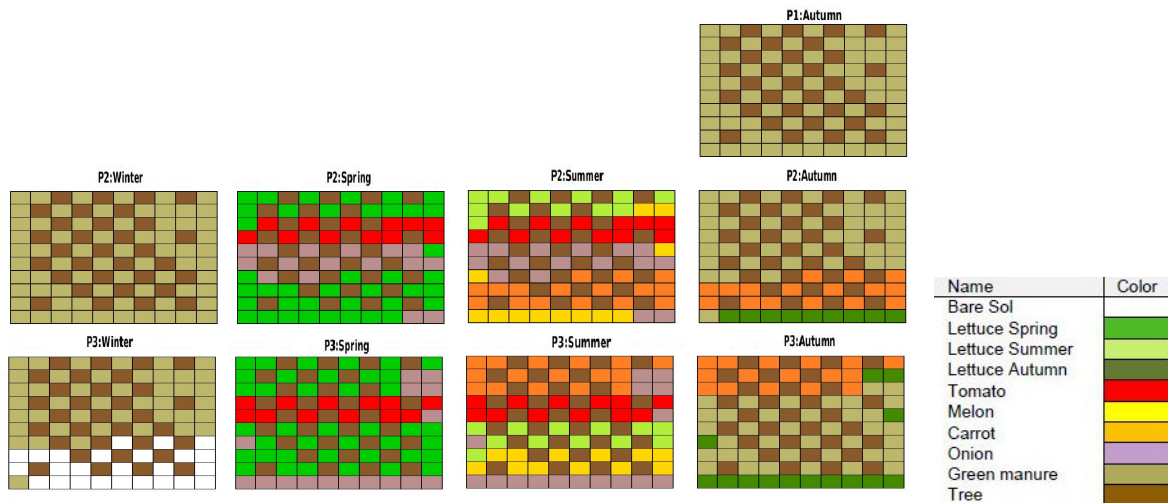 P1:Autumn
P2:Winter
P2:Spring
P2:Summer
P2:Autumn
P3:Winter
P3:Spring
P3:Summer
P3:Autumn
Name Color
Bare Sol
Lettuce Spring
Lettuce Summer
Lettuce Autumn
Tomato
Melon
Carrot
Onion
Green manure
Tree